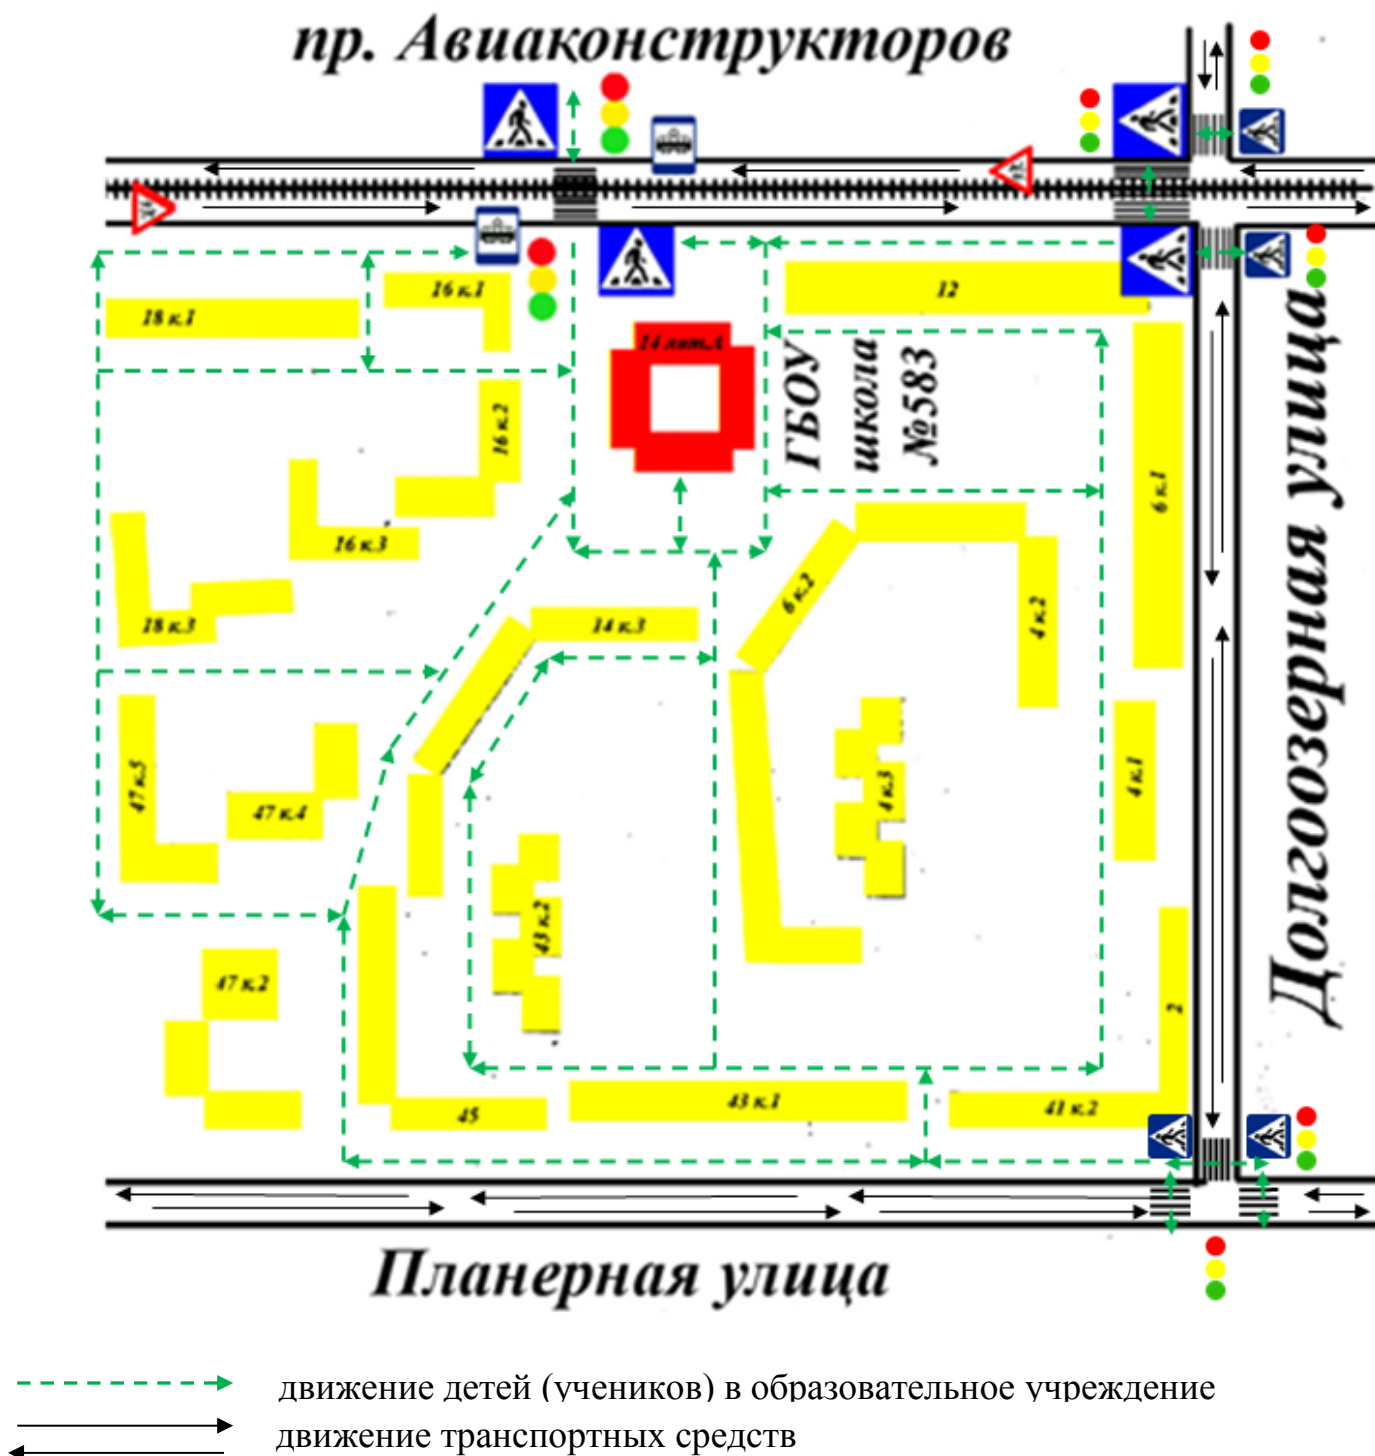 пр. Авиаконструкторов
18 к.1
16 к.1
14 лит.А
12
ГБОУ
школа
№583
16 к.2
6 к.1
16 к.3
18 к.3
14 к.3
6 к.2
4 к.2
47 к.5
47 к.4
4 к.3
4 к.1
43 к.2
47 к.2
2
45
43 к.1
41 к.2
Долгоозерная улица
Планерная улица
движение детей (учеников) в образовательное учреждение
движение транспортных средств